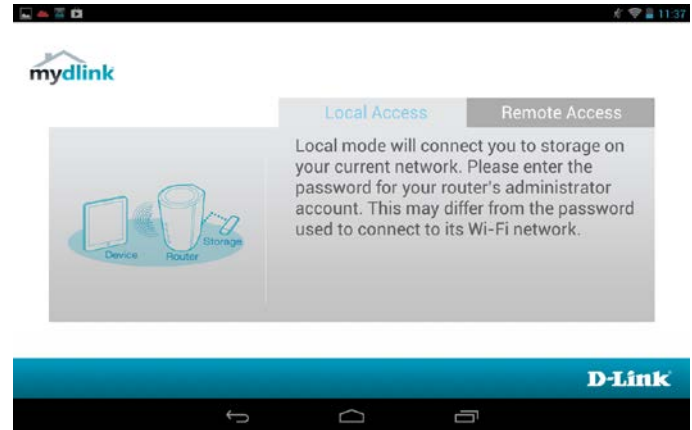 11:37
mydlink
Local Access
Remote Access
Local mode will connect you to storage on
your current network. Please enter the
password for your router's administrator
account. This may differ from the password
used to connect to its Wi-Fi network.
Storage
Device
Router
D-Link